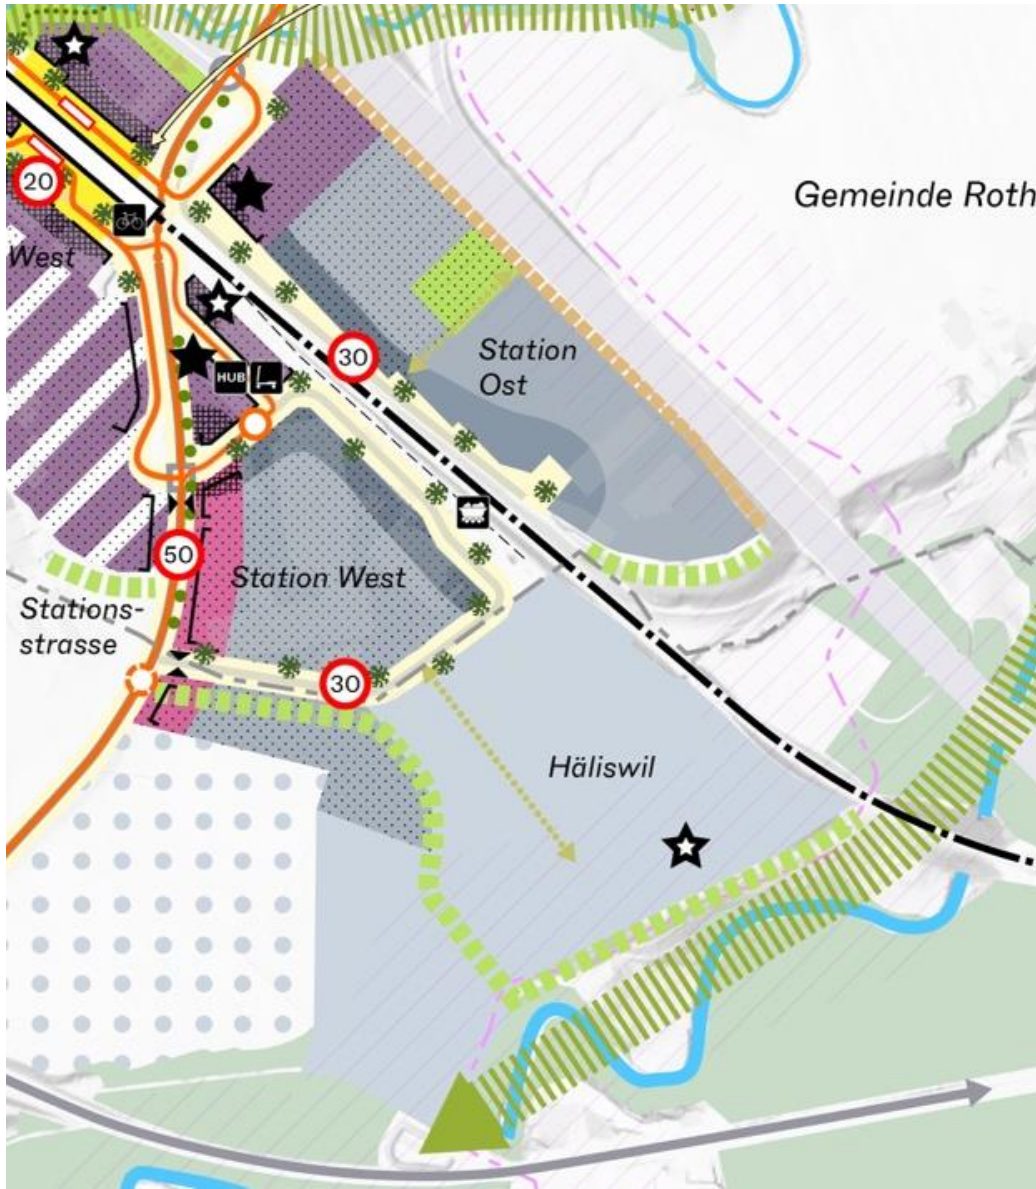 Gemeinde Roth
20
West
30
Station
Ost
HUB
50
Station West
Stations-
strasse
30
Häliswil